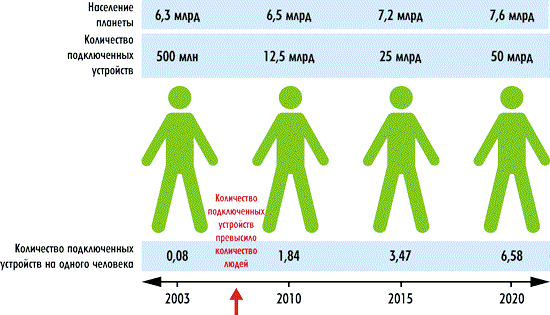 Население планеты 6,3 млрд 6,5 млрд 7,2 млрд 7,6 млрд
Количество подключенных устройств 500 млн 12,5 млрд 25 млрд 50 млрд
Количество
подключенных
устройств
превысило
количество
людей
Количество подключенных устройств на одного человека 0,08 1,84 3,47 6,58
2003 2010 2015 2020